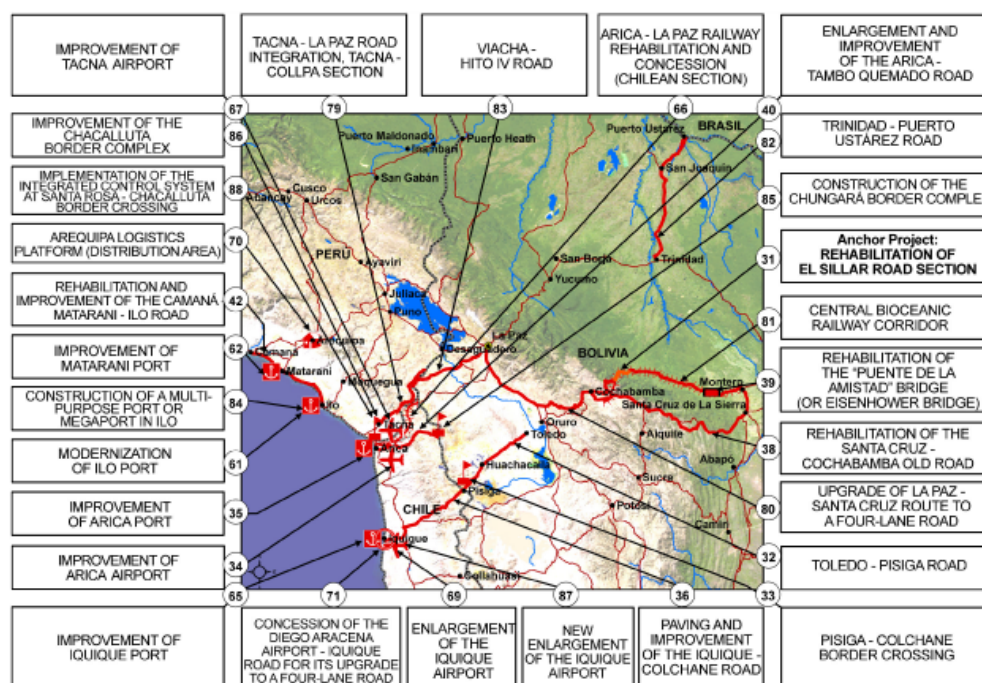 IMPROVEMENT OF
TACNA AIRPORT
TACNA - LA PAZ ROAD
INTEGRATION, TACNA -
COLLPA SECTION
VIACHA -
HITO IV ROAD
ARICA - LA PAZ RAILWAY
REHABILITATION AND
CONCESSION
(CHILEAN SECTION)
ENLARGEMENT AND
IMPROVEMENT
OF THE ARICA -
TAMBO QUEMADO ROAD
67
79
83
66
40
IMPROVEMENT OF THE
CHACALLUTA
BORDER COMPLEX
86
IMPLEMENTATION OF THE
INTEGRATED CONTROL SYSTEM
AT SANTA ROSA - CHACALLUTA
BORDER CROSSING
88
AREQUIPA LOGISTICS
PLATFORM (DISTRIBUTION AREA)
70
REHABILITATION AND
IMPROVEMENT OF THE CAMANÁ -
MATARANI - ILO ROAD
42
IMPROVEMENT OF
MATARANI PORT
62
CONSTRUCTION OF A MULTI-
PURPOSE PORT OR
MEGAPORT IN ILO
84
MODERNIZATION
OF ILO PORT
61
IMPROVEMENT
OF ARICA PORT
35
IMPROVEMENT OF
ARICA AIRPORT
34
65
Puerto Maldonado
Puerto Heath
Puerto Ustárez
BRASIL
Iñambari
San Gabán
San Joaquín
Cusco
Abancay
Urcos
PERÚ
Ayaviri
San Borja
Trinidad
Yucumo
Juliaca
Puno
La Paz
Desaguadero
BOLIVIA
Arequipa
Camaná
Matarani
Moquegua
Ilo
Tacna
Arica
Cochabamba
Montero
Santa Cruz de La Sierra
Oruro
Toledo
Aiquile
Huachacalla
Abapó
Sucre
Pisiga
CHILE
Potosí
Camiri
Iquique
Collahuasi
82
TRINIDAD - PUERTO
USTÁREZ ROAD
85
CONSTRUCTION OF THE
CHUNGARÁ BORDER COMPLE
31
Anchor Project:
REHABILITATION OF
EL SILLAR ROAD SECTION
81
CENTRAL BIOCEANIC
RAILWAY CORRIDOR
39
REHABILITATION OF
THE "PUENTE DE LA
AMISTAD" BRIDGE
(OR EISENHOWER BRIDGE)
38
REHABILITATION OF THE
SANTA CRUZ -
COCHABAMBA OLD ROAD
80
UPGRADE OF LA PAZ -
SANTA CRUZ ROUTE TO
A FOUR-LANE ROAD
32
TOLEDO - PISIGA ROAD
33
71
69
87
36
IMPROVEMENT OF
IQUIQUE PORT
CONCESSION OF THE
DIEGO ARACENA
AIRPORT - IQUIQUE
ROAD FOR ITS UPGRADE
TO A FOUR-LANE ROAD
ENLARGEMENT
OF THE
IQUIQUE
AIRPORT
NEW
ENLARGEMENT
OF THE IQUIQUE
AIRPORT
PAVING AND
IMPROVEMENT
OF THE IQUIQUE -
COLCHANE ROAD
PISIGA - COLCHANE
BORDER CROSSING